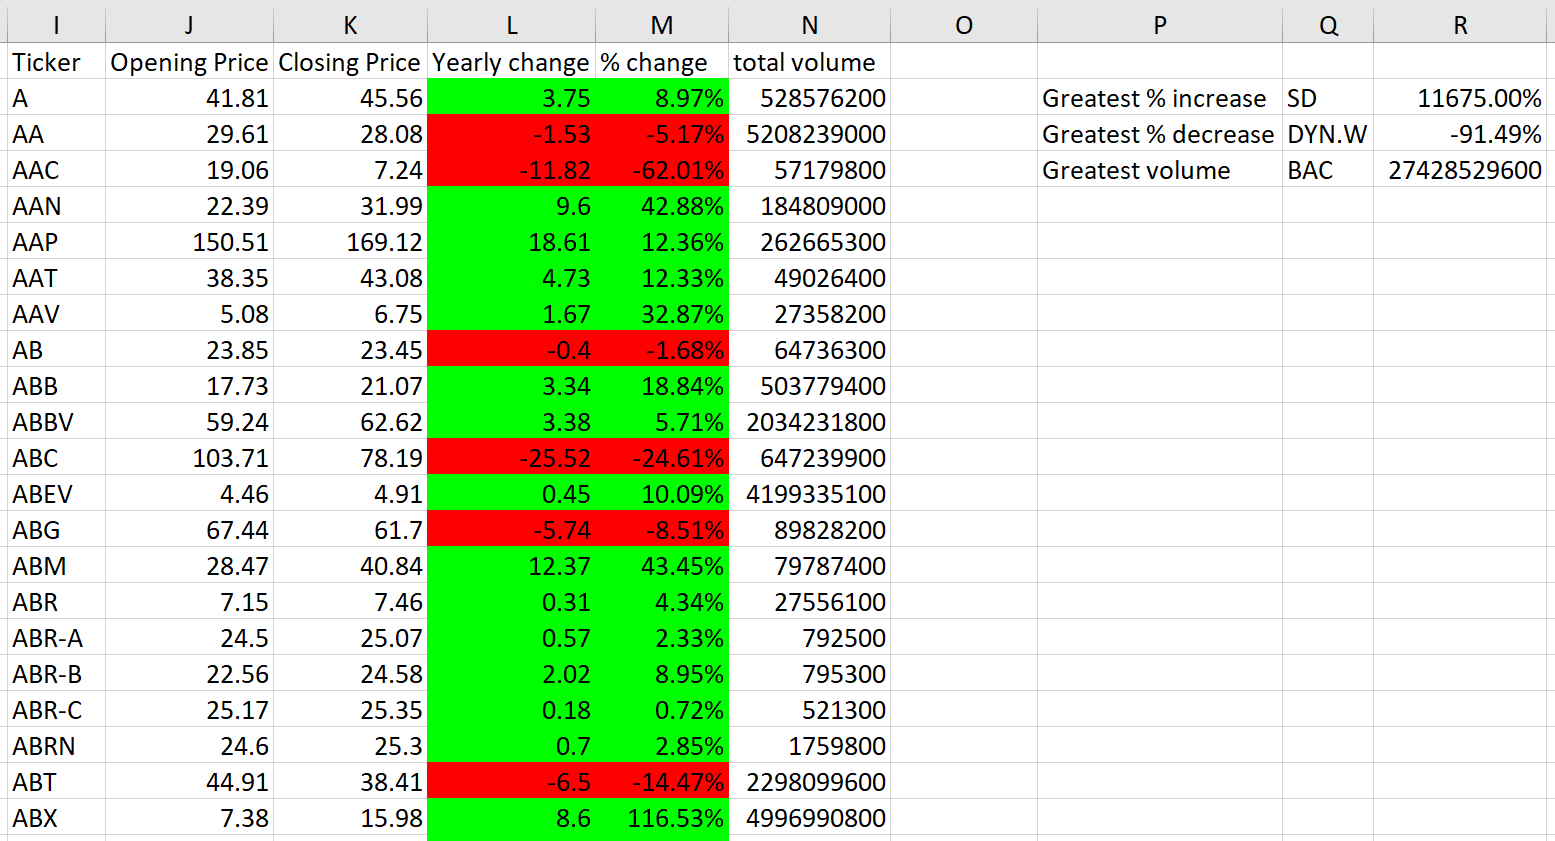 I J K L M N O P Q R
Ticker Opening Price Closing Price Yearly change % change total volume
A 41.81 45.56 3.75 8.97% 528576200 Greatest % increase SD 11675.00%
AA 29.61 28.08 -1.53 -5.17% 5208239000 Greatest % decrease DYN.W -91.49%
AAC 19.06 7.24 -11.82 -62.01% 57179800 Greatest volume BAC 27428529600
AAN 22.39 31.99 9.6 42.88% 184809000
AAP 150.51 169.12 18.61 12.36% 262665300
AAT 38.35 43.08 4.73 12.33% 49026400
AAV 5.08 6.75 1.67 32.87% 27358200
AB 23.85 23.45 -0.4 -1.68% 64736300
ABB 17.73 21.07 3.34 18.84% 503779400
ABBV 59.24 62.62 3.38 5.71% 2034231800
ABC 103.71 78.19 -25.52 -24.61% 647239900
ABEV 4.46 4.91 0.45 10.09% 4199335100
ABG 67.44 61.7 -5.74 -8.51% 89828200
ABM 28.47 40.84 12.37 43.45% 79787400
ABR 7.15 7.46 0.31 4.34% 27556100
ABR-A 24.5 25.07 0.57 2.33% 792500
ABR-B 22.56 24.58 2.02 8.95% 795300
ABR-C 25.17 25.35 0.18 0.72% 521300
ABRN 24.6 25.3 0.7 2.85% 1759800
ABT 44.91 38.41 -6.5 -14.47% 2298099600
ABX 7.38 15.98 8.6 116.53% 4996990800